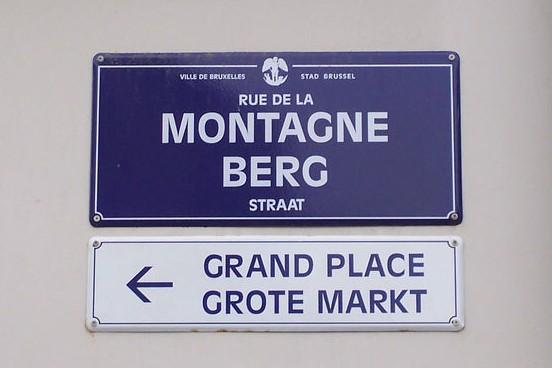 VILLE DE BRUXELLES STAD BRUSSEL
RUE DE LA
MONTAGNE
BERG
STRAAT
← GRAND PLACE
GROTE MARKT